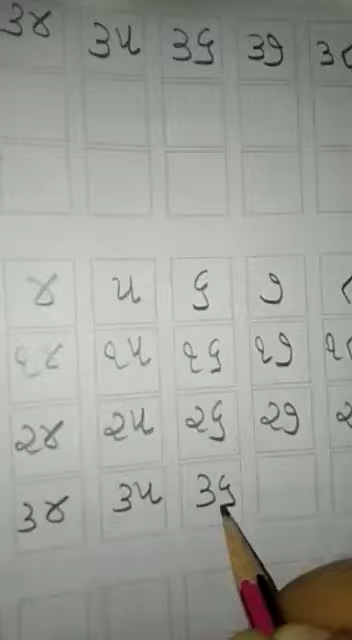 ૩૪ ૩૫ ૩૬ ૩૭
૪ ૫ ૬ ૭
૧૪ ૧૫ ૧૬ ૧૭
૨૪ ૨૫ ૨૬ ૨૭
૩૪ ૩૫ ૩૬